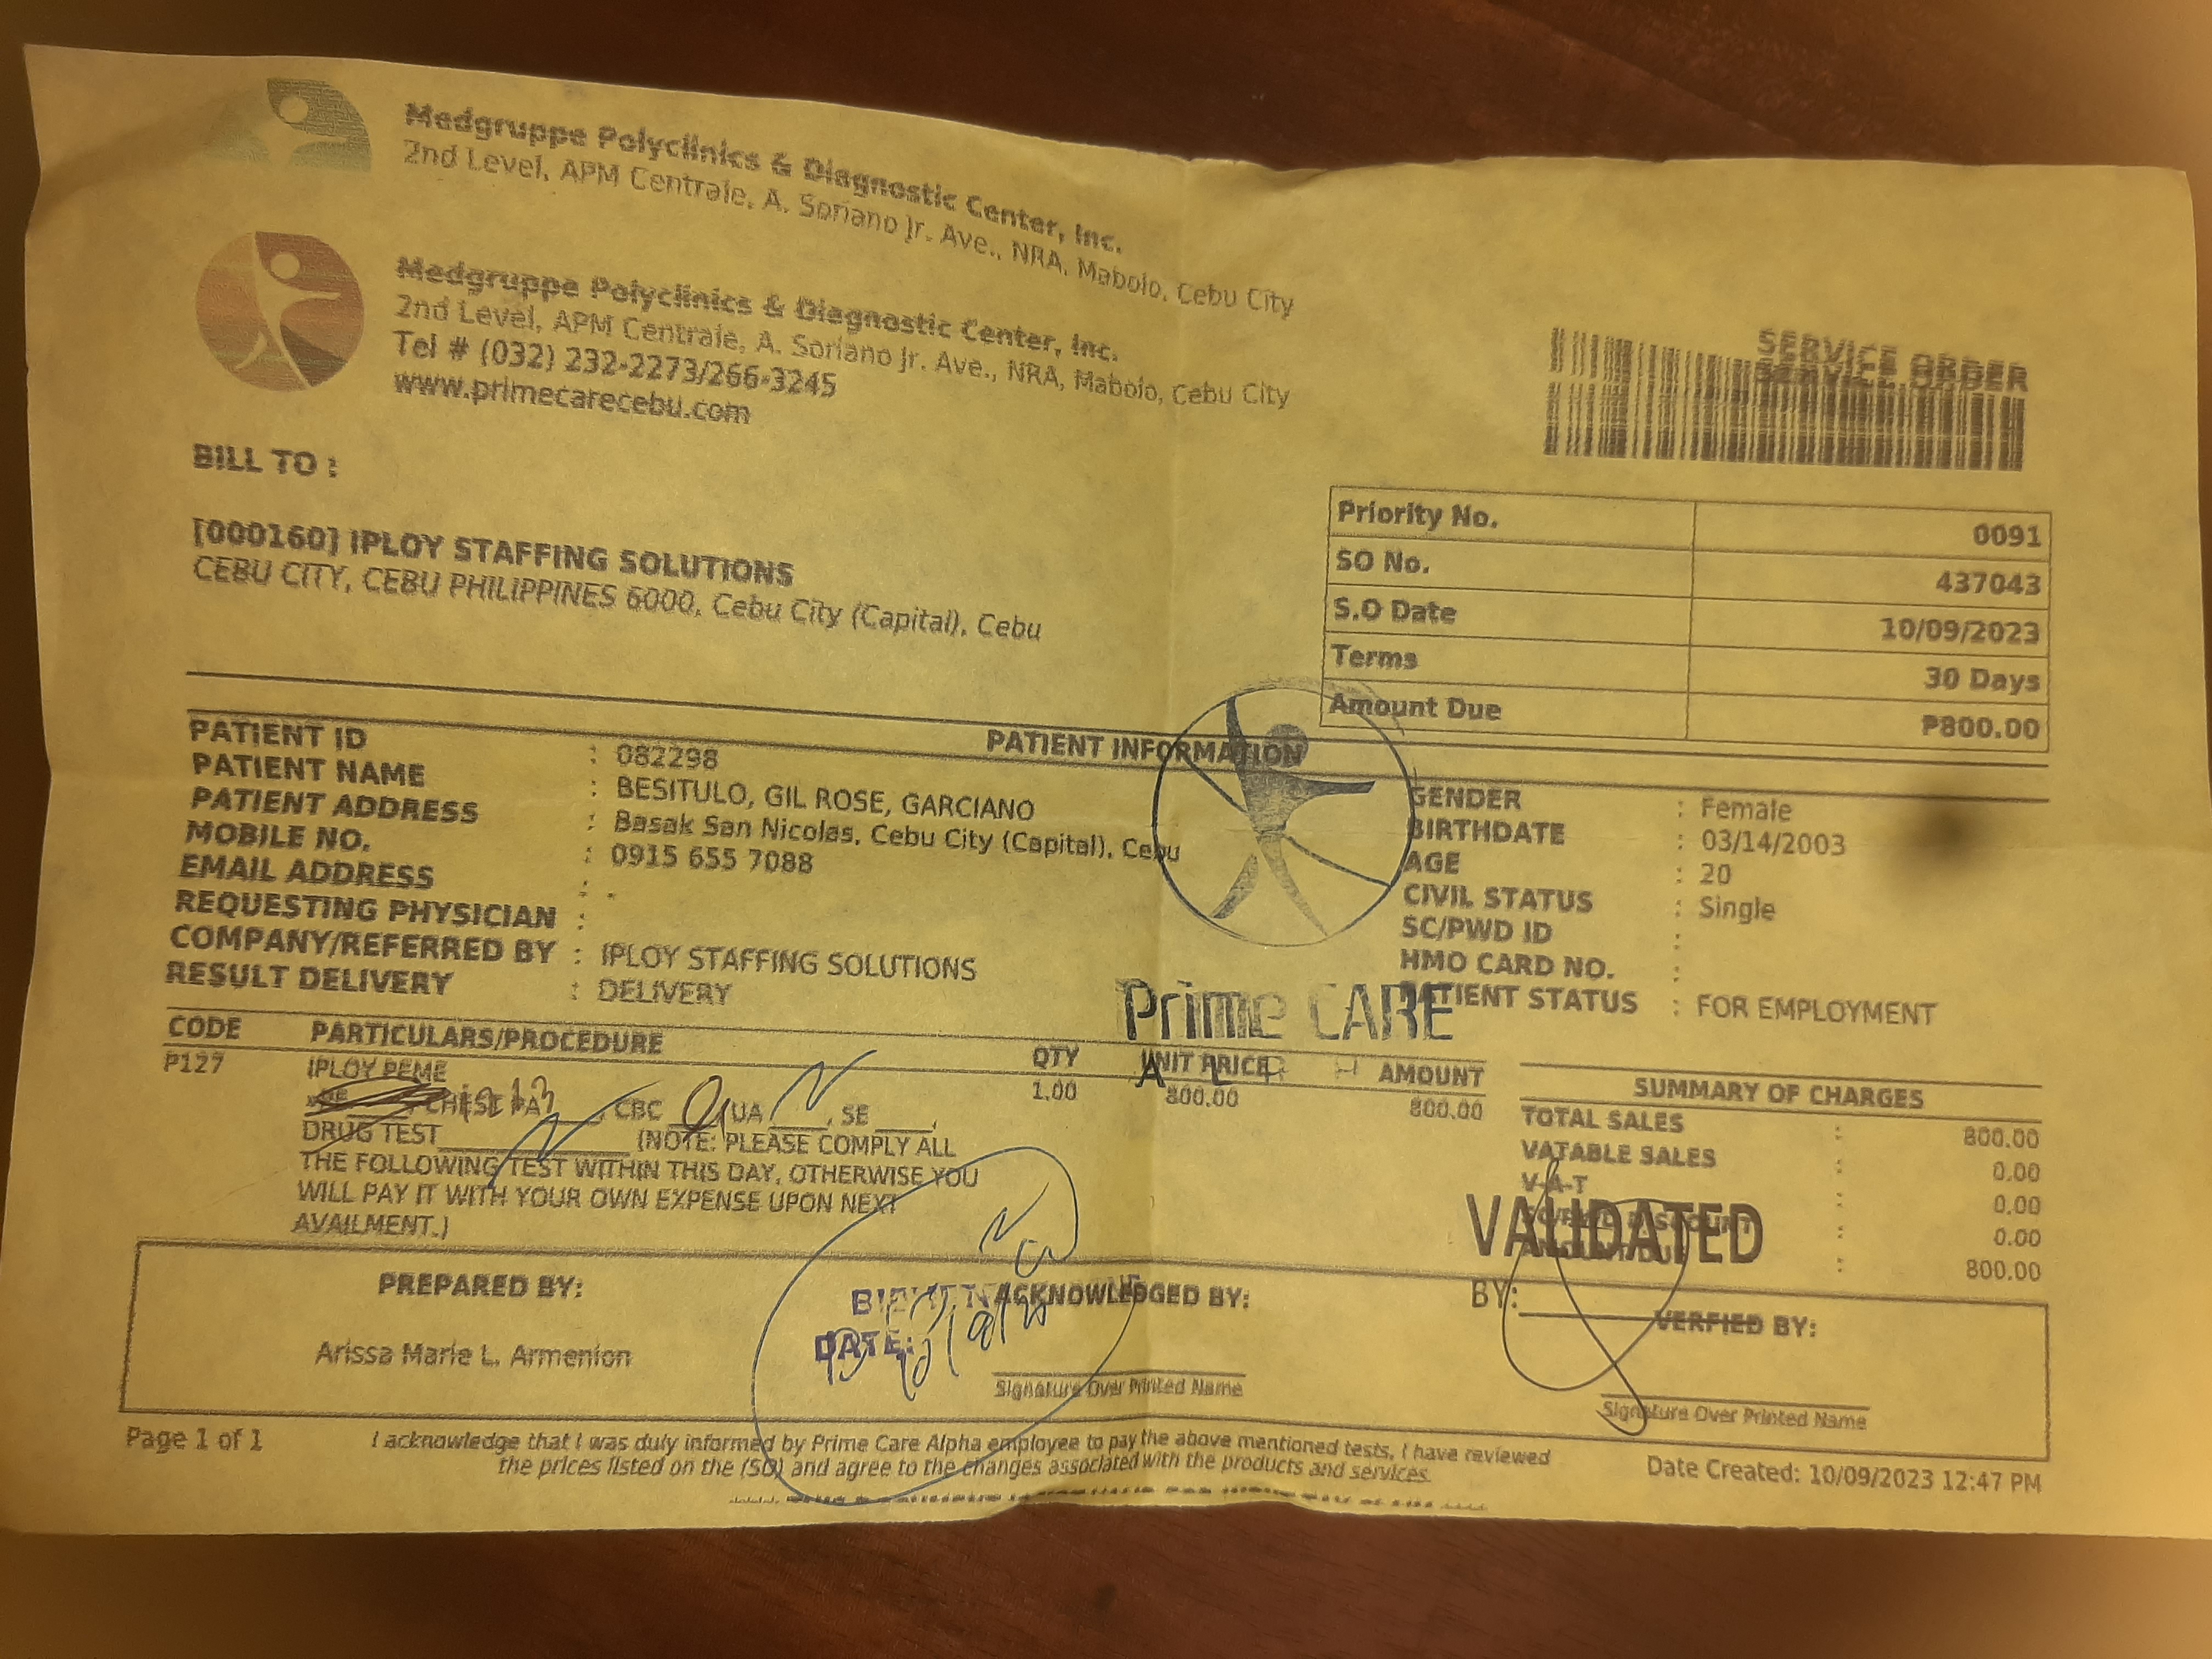 Medgruppe Polyclinics & Diagnostic Center, Inc.
2nd Level, APM Centrale, A. Soriano Jr. Ave., NRA, Mabolo, Cebu City
Medgruppe Polyclinics & Diagnostic Center, Inc.
2nd Level, APM Centrale, A. Soriano Jr. Ave., NRA, Mabolo, Cebu City
Tel # (032) 232-2273/266-3245
www.primecarecebu.com
SERVICE ORDER
SERVICE ORDER
BILL TO :
[000160] IPLOY STAFFING SOLUTIONS
CEBU CITY, CEBU PHILIPPINES 6000, Cebu City (Capital), Cebu
Priority No. 0091
SO No. 437043
S.O Date 10/09/2023
Terms 30 Days
Amount Due ₱800.00
PATIENT INFORMATION
PATIENT ID : 082298
PATIENT NAME : BESITULO, GIL ROSE, GARCIANO
PATIENT ADDRESS : Basak San Nicolas, Cebu City (Capital), Cebu
MOBILE NO. : 0915 655 7088
EMAIL ADDRESS : .
REQUESTING PHYSICIAN :
COMPANY/REFERRED BY : IPLOY STAFFING SOLUTIONS
RESULT DELIVERY : DELIVERY
GENDER : Female
BIRTHDATE : 03/14/2003
AGE : 20
CIVIL STATUS : Single
SC/PWD ID :
HMO CARD NO. :
PATIENT STATUS : FOR EMPLOYMENT
Prime CARE
ALPH
CODE PARTICULARS/PROCEDURE QTY UNIT PRICE AMOUNT
P127 IPLOY PEME 1.00 800.00 800.00
CHEST PA, CBC, UA, SE,
DRUG TEST (NOTE: PLEASE COMPLY ALL
THE FOLLOWING TEST WITHIN THIS DAY, OTHERWISE YOU
WILL PAY IT WITH YOUR OWN EXPENSE UPON NEXT
AVAILMENT.)
SUMMARY OF CHARGES
TOTAL SALES : 800.00
VATABLE SALES : 0.00
V-A-T : 0.00
: 0.00
: 800.00
VALIDATED
BY:
PREPARED BY:
Arissa Marie L. Armenion
ACKNOWLEDGED BY:
DATE:
Signature Over Printed Name
VERFIED BY:
Signature Over Printed Name
Page 1 of 1
I acknowledge that I was duly informed by Prime Care Alpha employee to pay the above mentioned tests, I have reviewed
the prices listed on the (SO) and agree to the changes associated with the products and services.
Date Created: 10/09/2023 12:47 PM